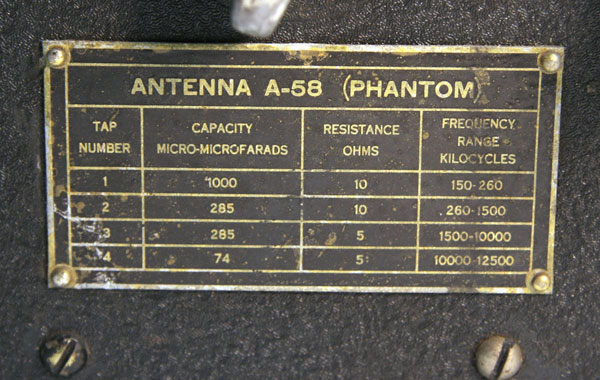 ANTENNA A-58 (PHANTOM)
TAP NUMBER CAPACITY MICRO-MICROFARADS RESISTANCE OHMS FREQUENCY RANGE KILOCYCLES
1 1000 10 150-260
2 285 10 260-1500
3 285 5 1500-10000
4 74 5 10000-12500